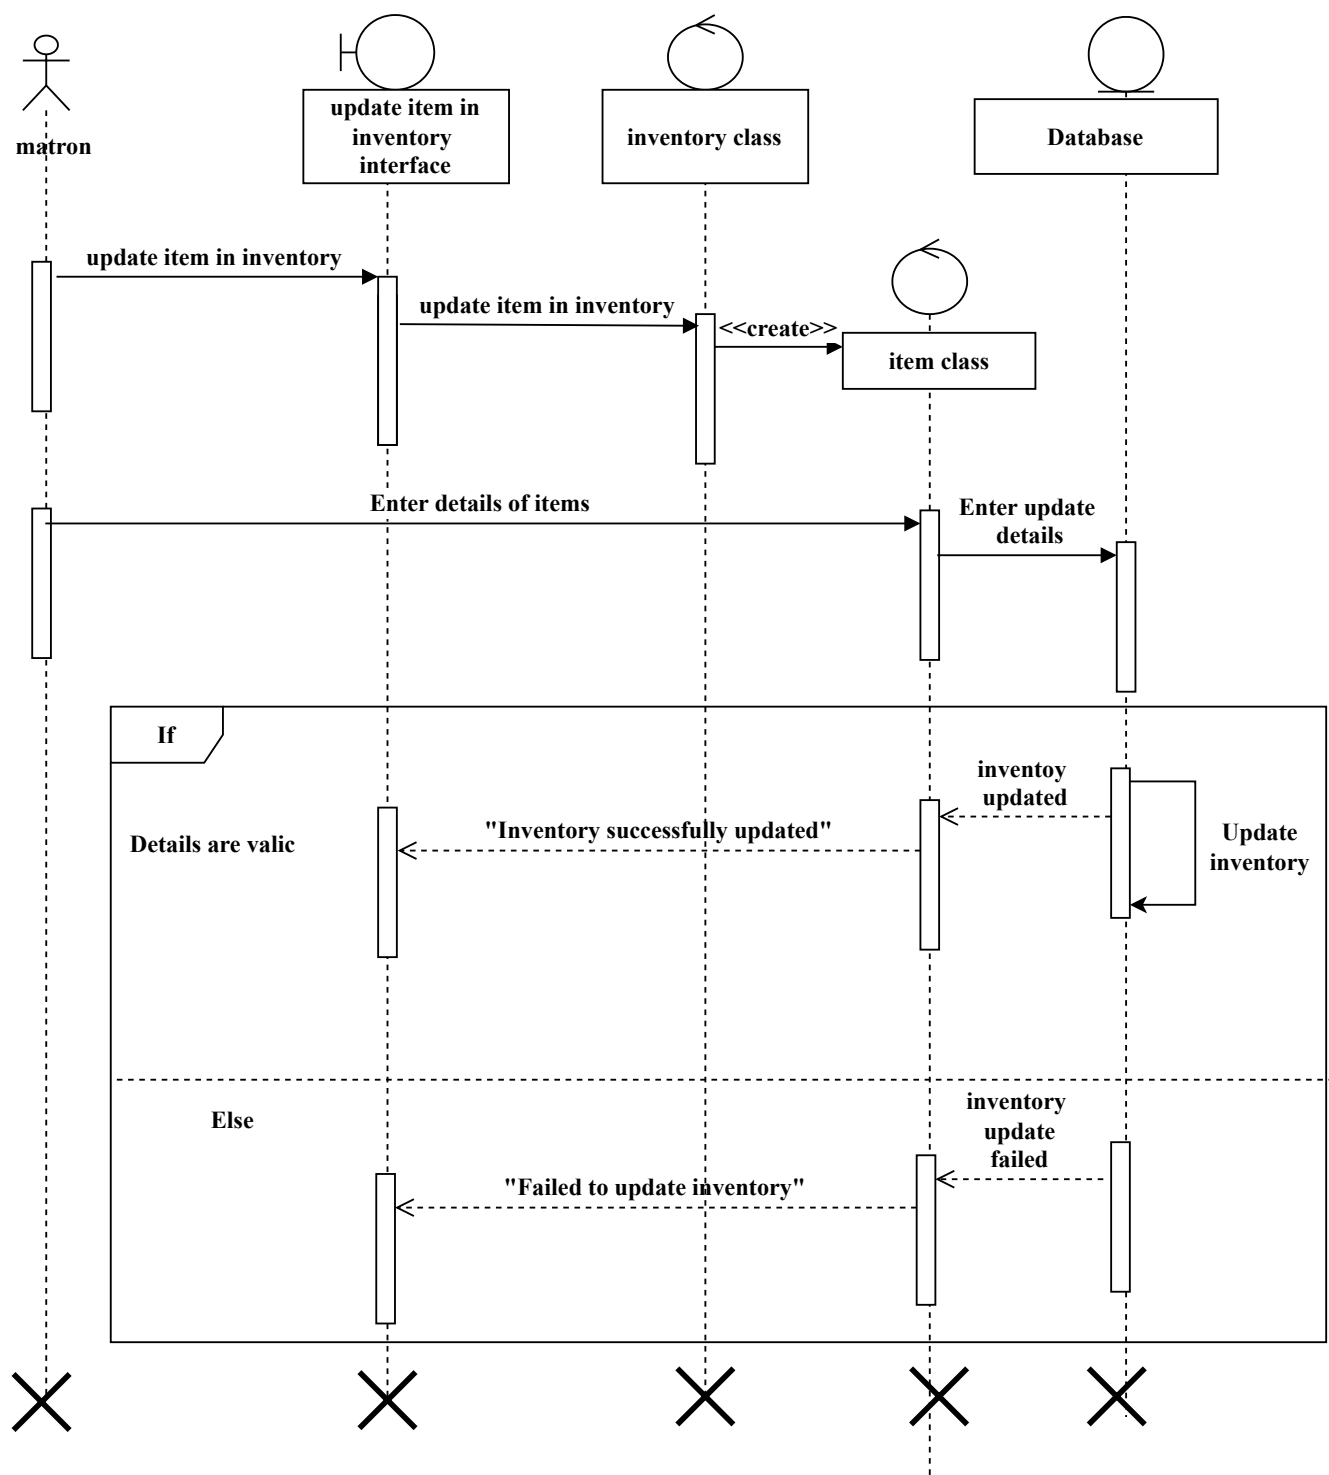 matron
update item in
inventory
interface
inventory class
Database
update item in inventory
update item in inventory
<<create>>
item class
Enter details of items
Enter update
details
If
inventoy
updated
"Inventory successfully updated"
Details are valic
Update
inventory
Else
inventory
update
failed
"Failed to update inventory"